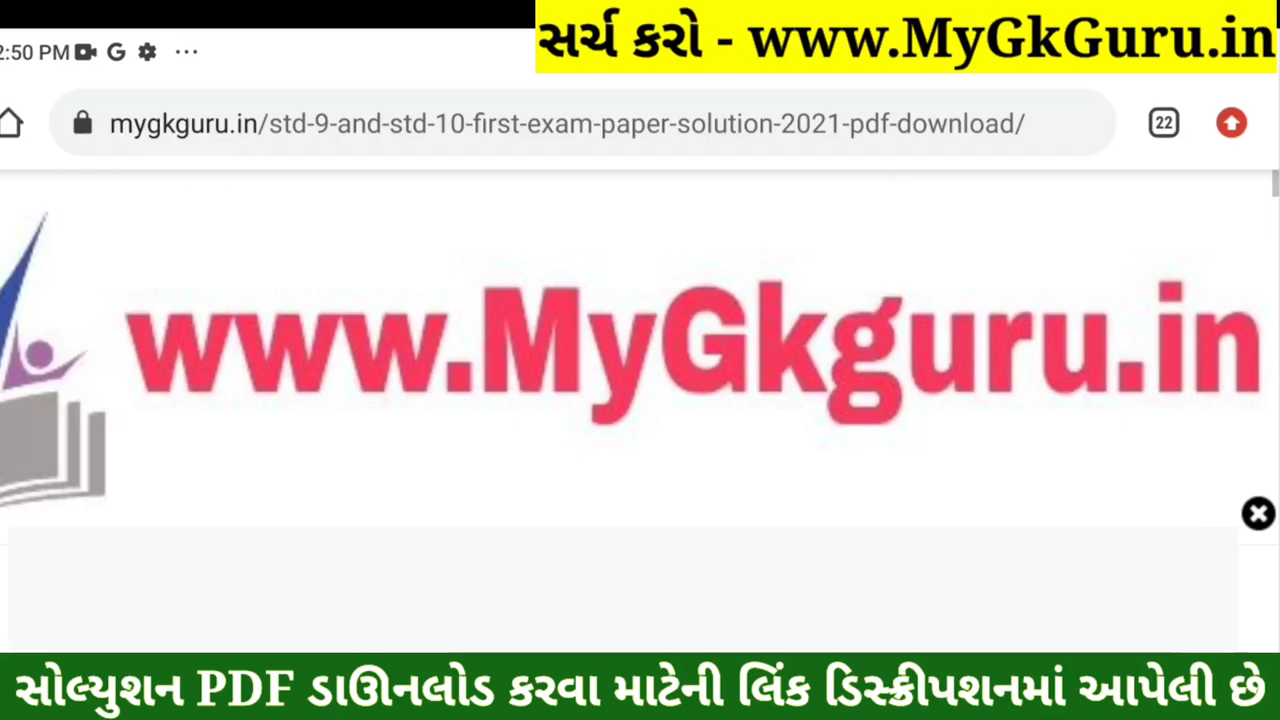 સર્ચ કરો - www.MyGkGuru.in
2:50 PM
mygkguru.in/std-9-and-std-10-first-exam-paper-solution-2021-pdf-download/
22
www.MyGkguru.in
સોલ્યુશન PDF ડાઊનલોડ કરવા માટેની લિંક ડિસ્ક્રીપશનમાં આપેલી છે